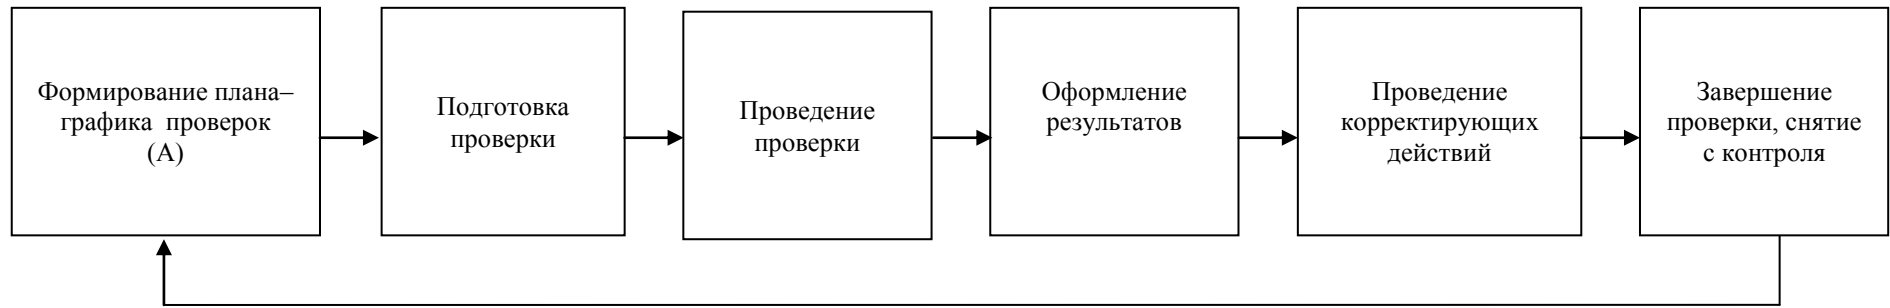 Формирование плана–
графика проверок
(А)
Подготовка
проверки
Проведение
проверки
Оформление
результатов
Проведение
корректирующих
действий
Завершение
проверки, снятие
с контроля